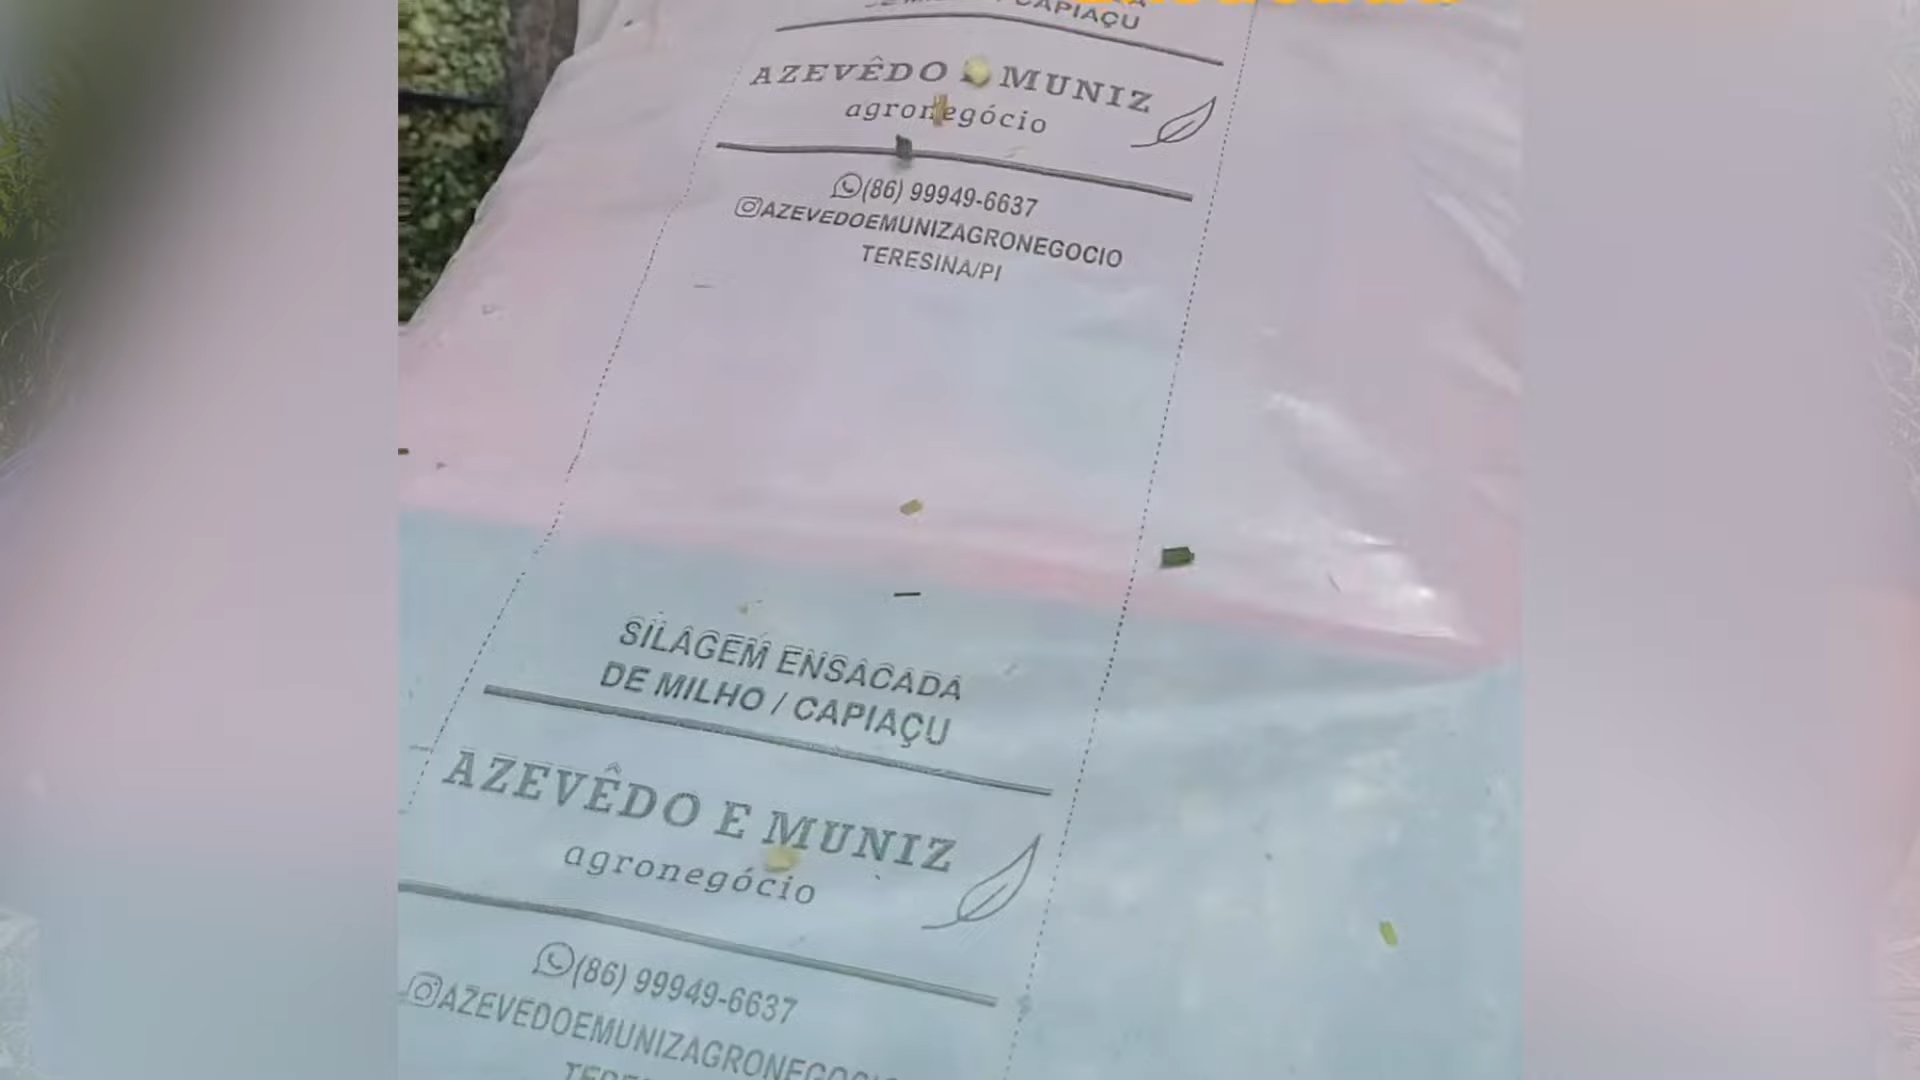 CAPIAÇU
AZEVÊDO MUNIZ
agronegócio
(86) 99949-6637
AZEVEDOEMUNIZAGRONEGOCIO
TERESINA/PI
SILAGEM ENSACADA
DE MILHO / CAPIAÇU
AZEVÊDO E MUNIZ
agronegócio
(86) 99949-6637
AZEVEDOEMUNIZAGRONEGOCIO